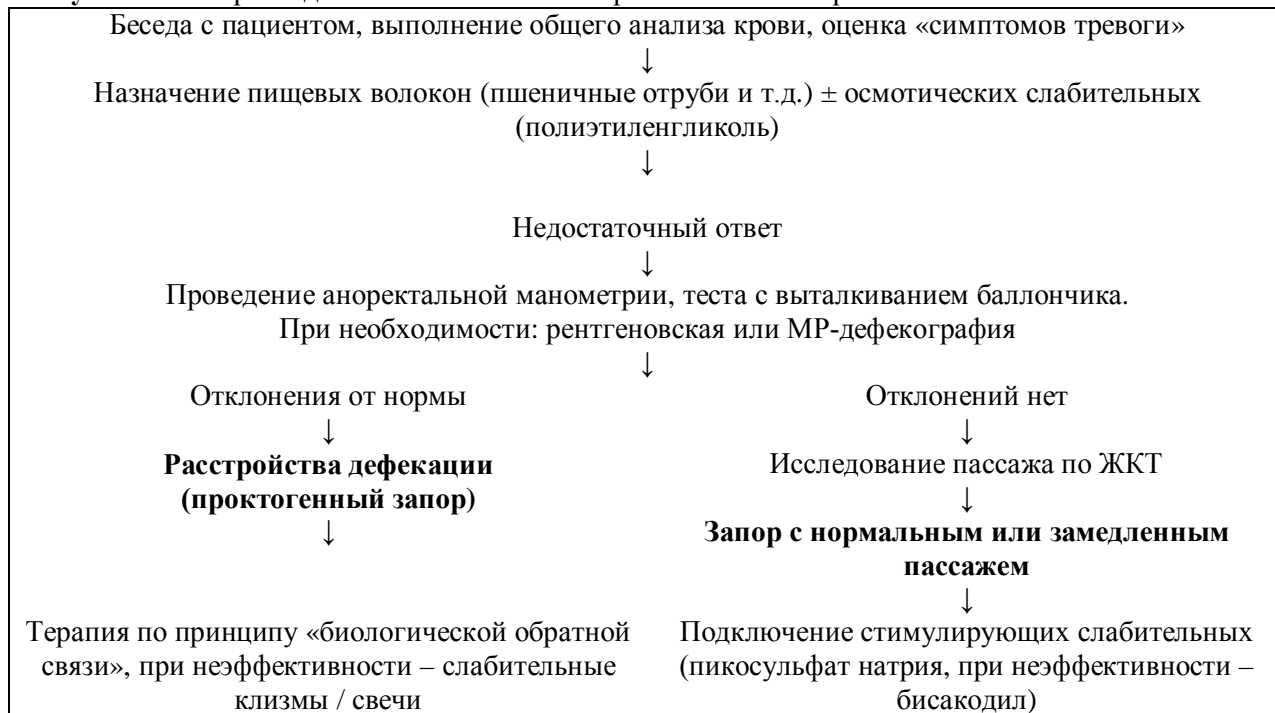 Беседа с пациентом, выполнение общего анализа крови, оценка «симптомов тревоги»
↓
Назначение пищевых волокон (пшеничные отруби и т.д.) ± осмотических слабительных
(полиэтиленгликоль)
↓
Недостаточный ответ
↓
Проведение аноректальной манометрии, теста с выталкиванием баллончика.
При необходимости: рентгеновская или МР-дефекография
↓
Отклонения от нормы
↓
Расстройства дефекации
(проктогенный запор)
↓
Терапия по принципу «биологической обратной
связи», при неэффективности – слабительные
клизмы / свечи
Отклонений нет
↓
Исследование пассажа по ЖКТ
↓
Запор с нормальным или замедленным
пассажем
↓
Подключение стимулирующих слабительных
(пикосульфат натрия, при неэффективности –
бисакодил)